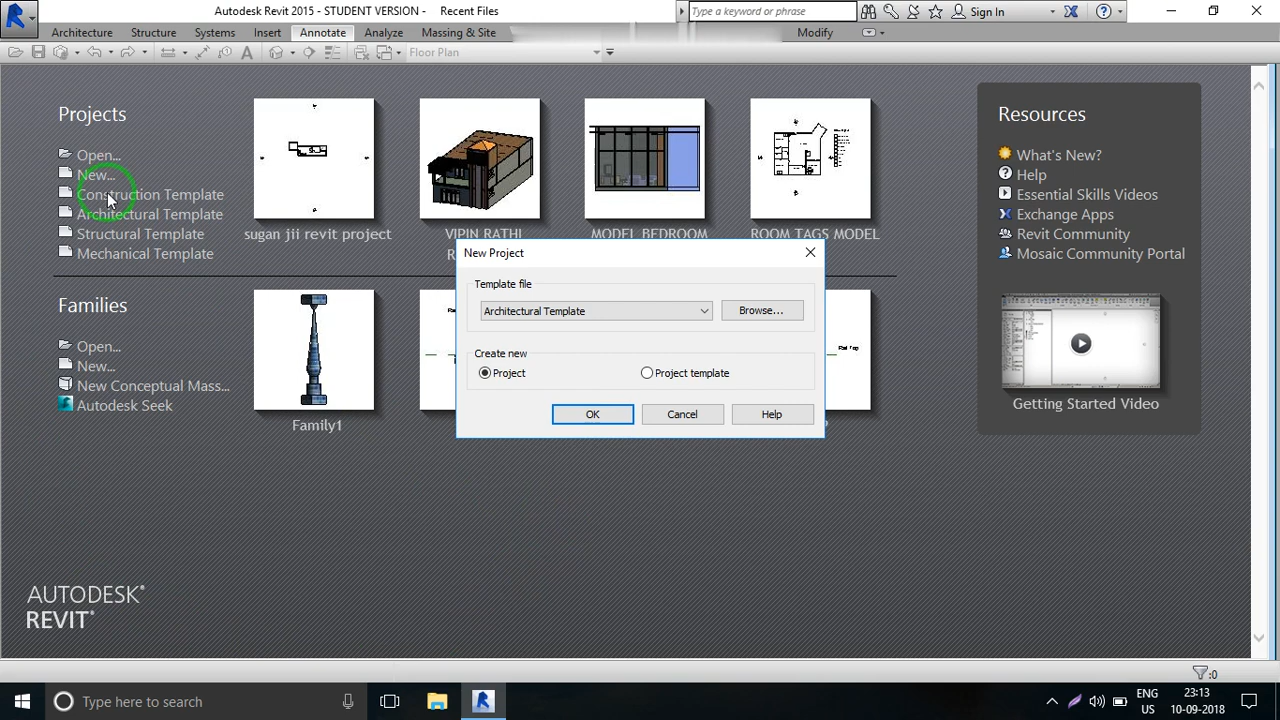 Autodesk Revit 2015 - STUDENT VERSION - Recent Files
Type a keyword or phrase
Sign In
Architecture
Structure
Systems
Insert
Annotate
Analyze
Massing & Site
Modify
Floor Plan
Projects
Open...
New...
Construction Template
Architectural Template
Structural Template
Mechanical Template
sugan jii revit project
VIPIN RATHI
MODEL BEDROOM
ROOM TAGS MODEL
Families
Open...
New...
New Conceptual Mass...
Autodesk Seek
Family1
New Project
Template file
Architectural Template
Browse...
Create new
Project
Project template
OK
Cancel
Help
Resources
What's New?
Help
Essential Skills Videos
Exchange Apps
Revit Community
Mosaic Community Portal
Getting Started Video
AUTODESK®
REVIT®
:0
Type here to search
ENG
US
23:13
10-09-2018